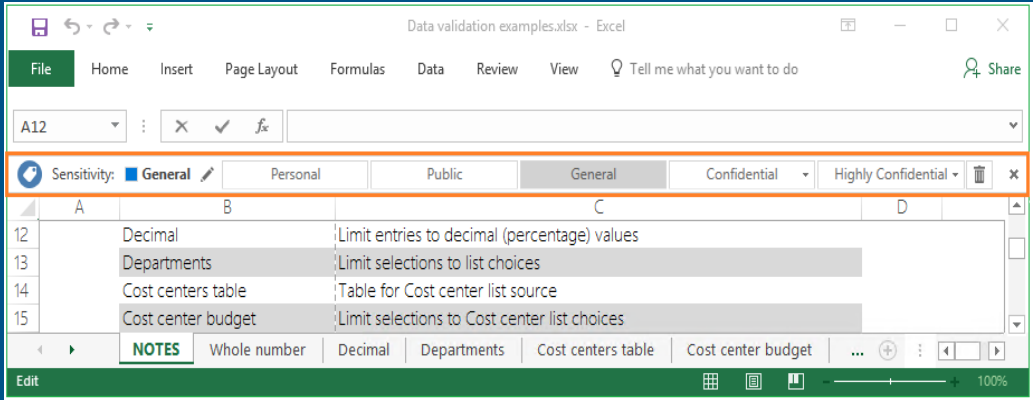 Data validation examples.xlsx - Excel
File Home Insert Page Layout Formulas Data Review View Tell me what you want to do Share
A12 fx
Sensitivity: General Personal Public General Confidential Highly Confidential
A B C D
12 Decimal Limit entries to decimal (percentage) values
13 Departments Limit selections to list choices
14 Cost centers table Table for Cost center list source
15 Cost center budget Limit selections to Cost center list choices
NOTES Whole number Decimal Departments Cost centers table Cost center budget ...
Edit 100%